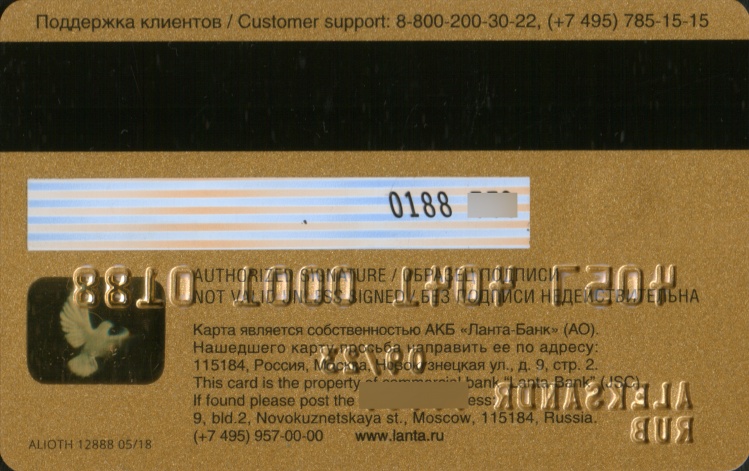 Поддержка клиентов / Customer support: 8-800-200-30-22, (+7 495) 785-15-15
0188
AUTHORIZED SIGNATURE / ОБРАЗЕЦ ПОДПИСИ
NOT VALID UNLESS SIGNED / БЕЗ ПОДПИСИ НЕДЕЙСТВИТЕЛЬНА
Карта является собственностью АКБ «Ланта-Банк» (АО).
Нашедшего карту просьба направить ее по адресу:
115184, Россия, Москва, Новокузнецкая ул., д. 9, стр. 2.
This card is the property of commercial bank "Lanta-Bank" (JSC).
If found please post the
9, bld.2, Novokuznetskaya st., Moscow, 115184, Russia.
(+7 495) 957-00-00 www.lanta.ru
ALEKSANDR
RUB
ALIOTH 12888 05/18